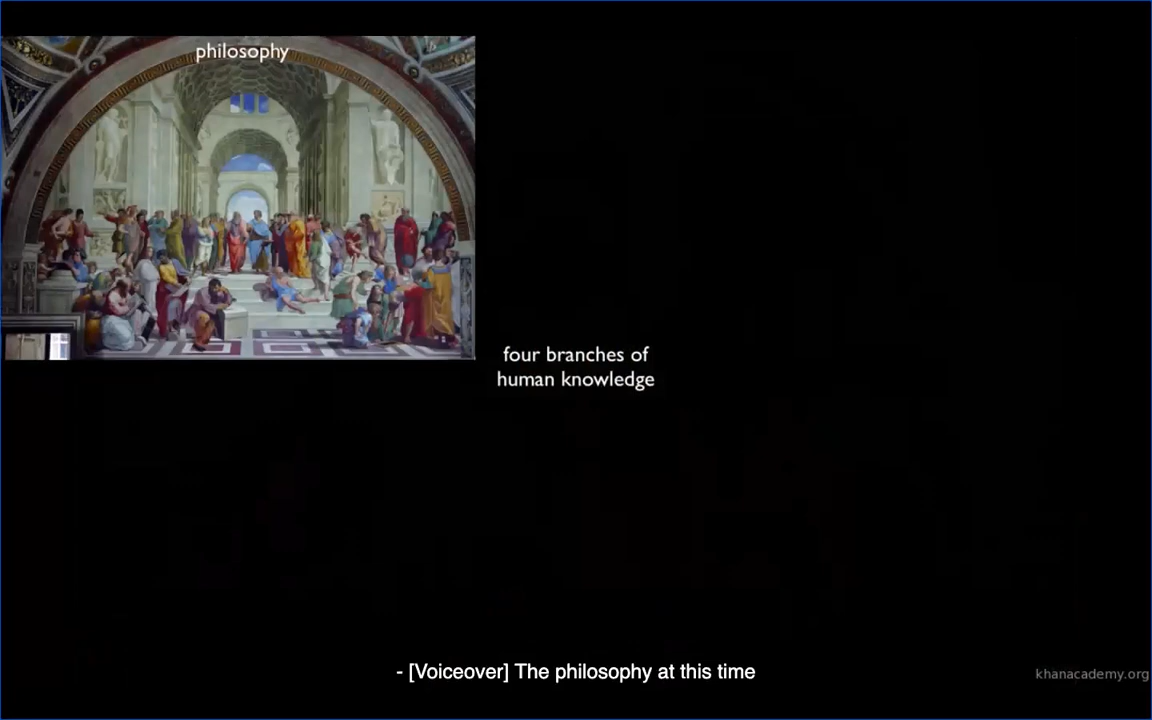 philosophy
four branches of
human knowledge
- [Voiceover] The philosophy at this time
khanacademy.org